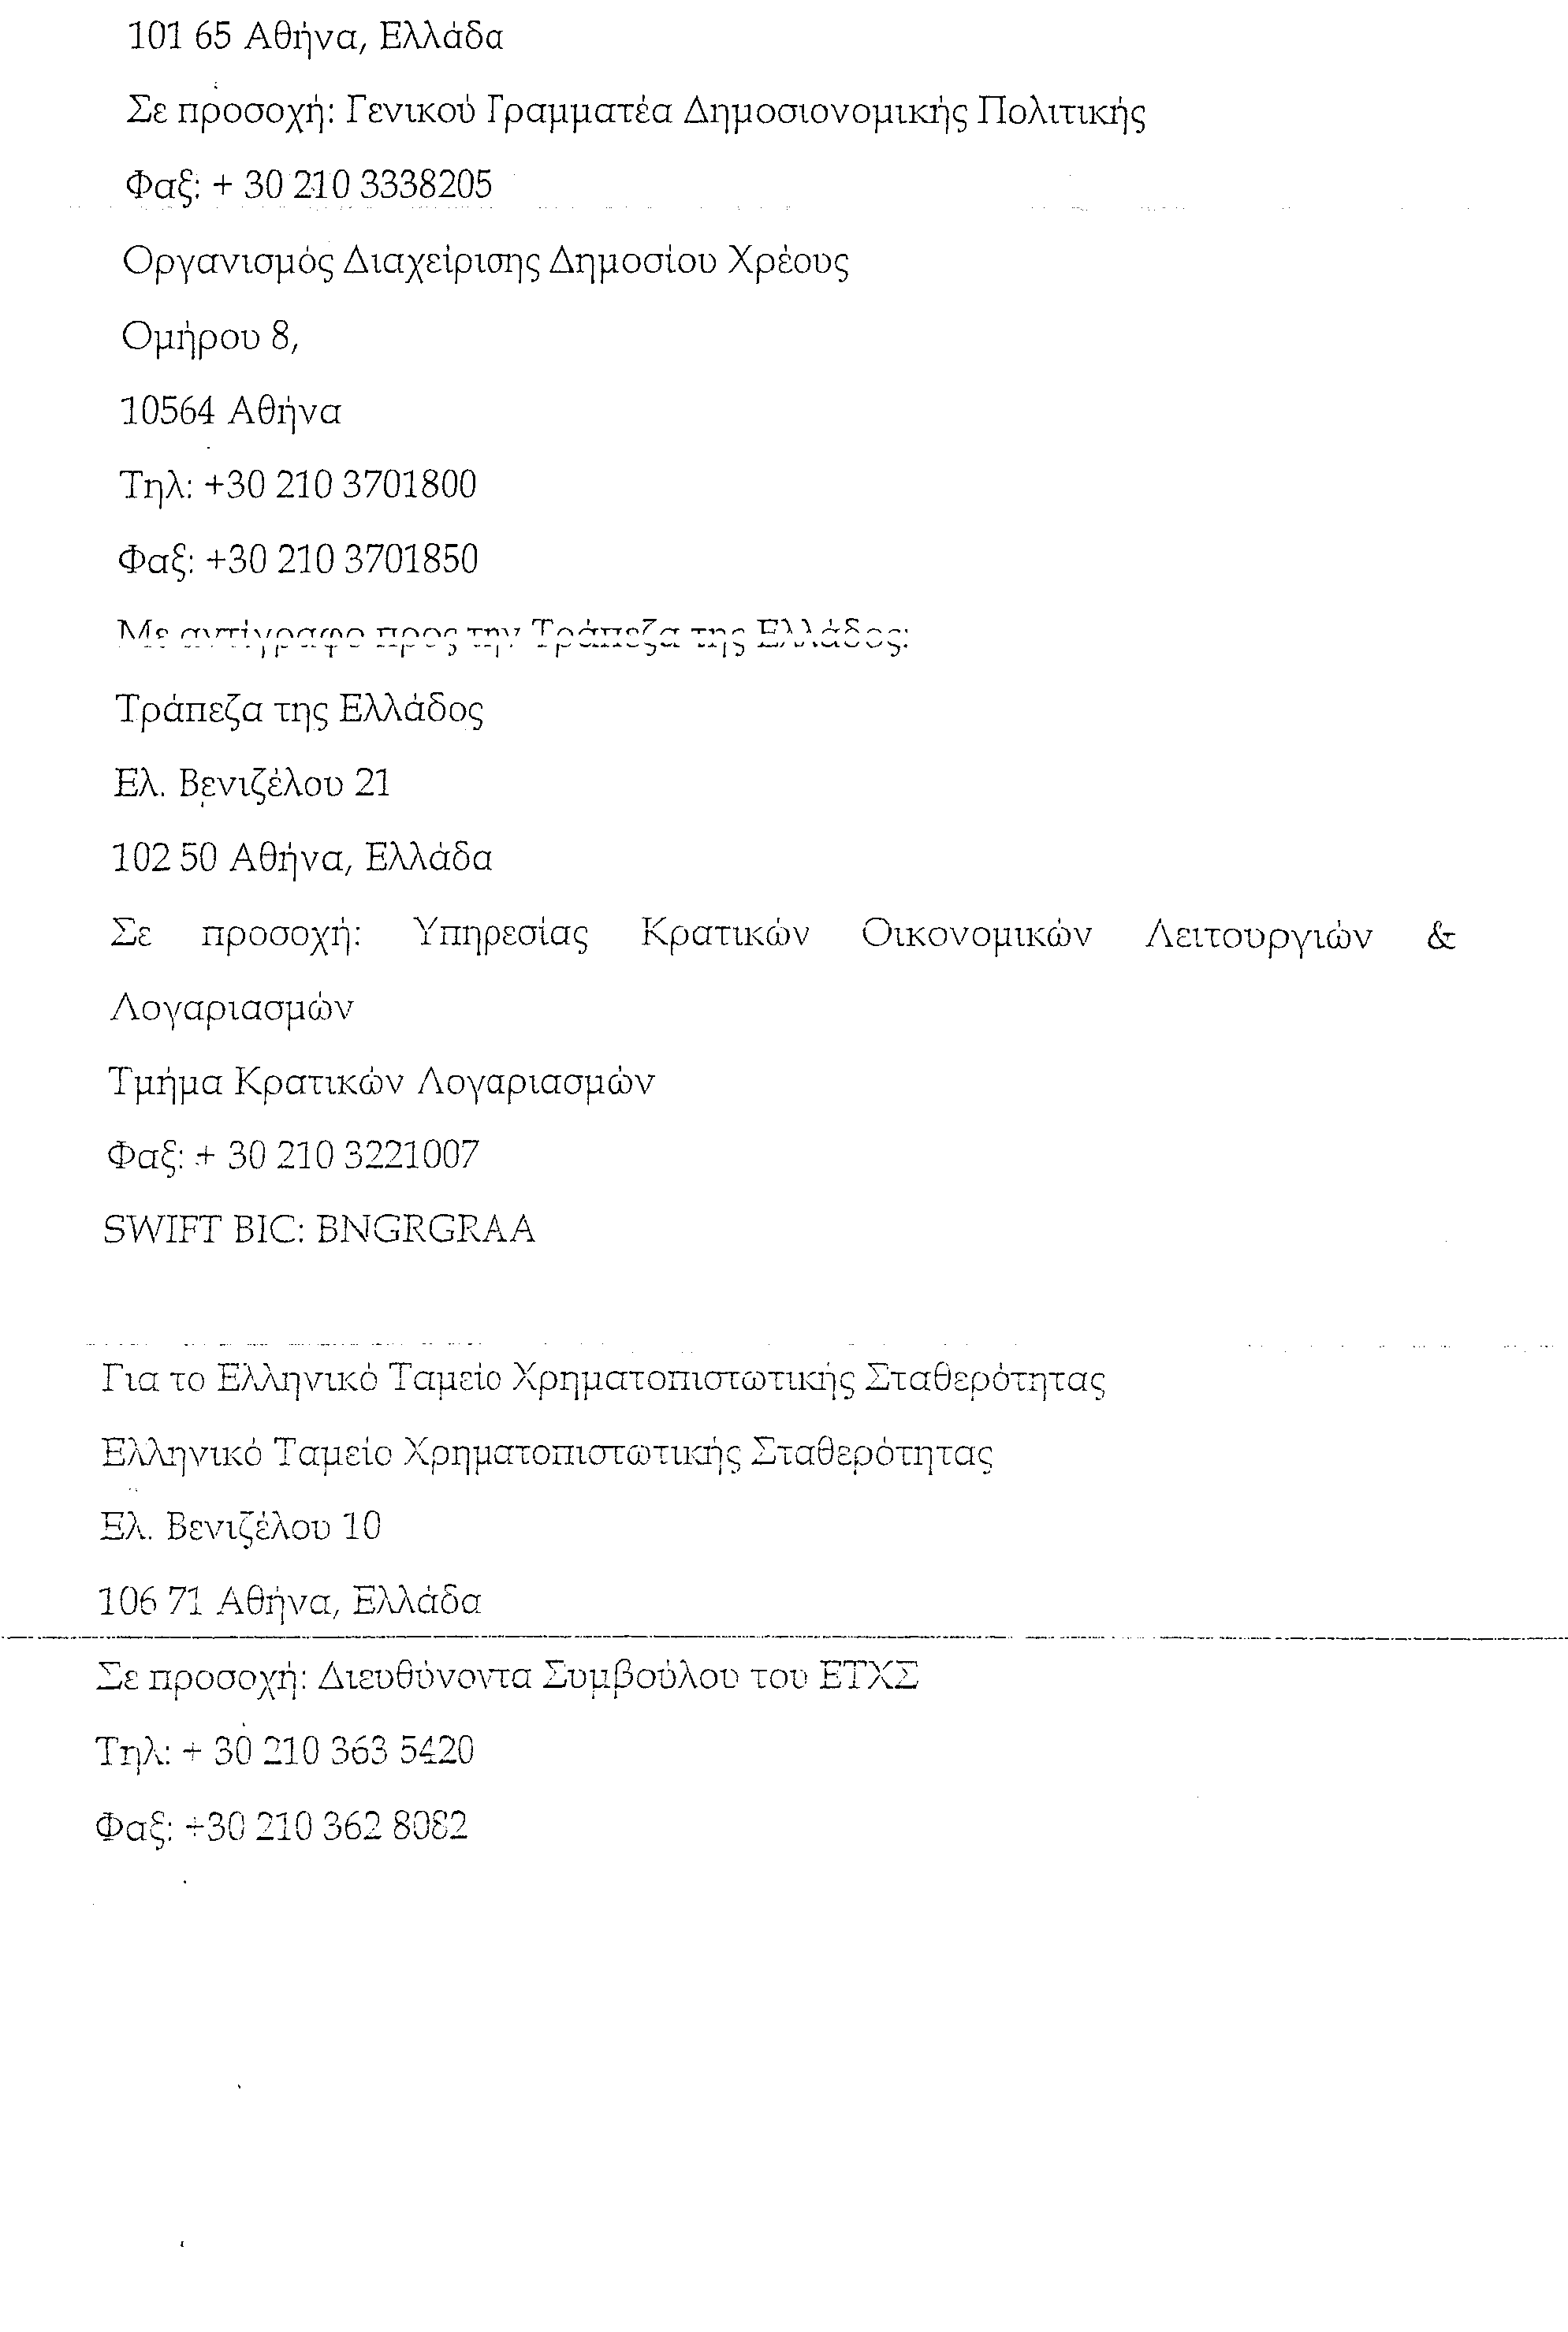 101 65 Αθήνα, Ελλάδα
Σε προσοχή: Γενικού Γραμματέα Δημοσιονομικής Πολιτικής
Φαξ: + 30 210 3338205
Οργανισμός Διαχείρισης Δημοσίου Χρέους
Ομήρου 8,
10564 Αθήνα
Τηλ: +30 210 3701800
Φαξ: +30 210 3701850
Με αντίγραφο προς την Τράπεζα της Ελλάδος:
Τράπεζα της Ελλάδος
Ελ. Βενιζέλου 21
102 50 Αθήνα, Ελλάδα
Σε προσοχή: Υπηρεσίας Κρατικών Οικονομικών Λειτουργιών &
Λογαριασμών
Τμήμα Κρατικών Λογαριασμών
Φαξ: + 30 210 3221007
SWIFT BIC: BNGRGRAA
Για το Ελληνικό Ταμείο Χρηματοπιστωτικής Σταθερότητας
Ελληνικό Ταμείο Χρηματοπιστωτικής Σταθερότητας
Ελ. Βενιζέλου 10
106 71 Αθήνα, Ελλάδα
Σε προσοχή: Διευθύνοντα Συμβούλου του ΕΤΧΣ
Τηλ: + 30 210 363 5420
Φαξ: +30 210 362 8082